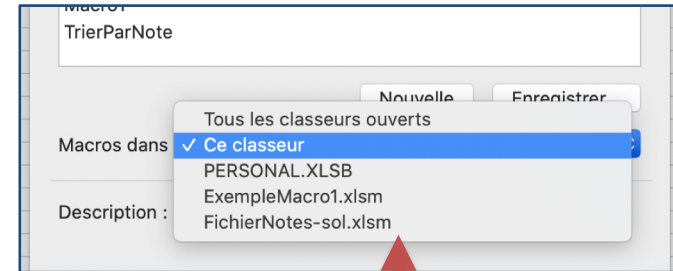 Macro1
TrierParNote
Nouvelle Enregistrer...
Tous les classeurs ouverts
Macros dans ✓ Ce classeur
PERSONAL.XLSB
ExempleMacro1.xlsm
FichierNotes-sol.xlsm
Description :